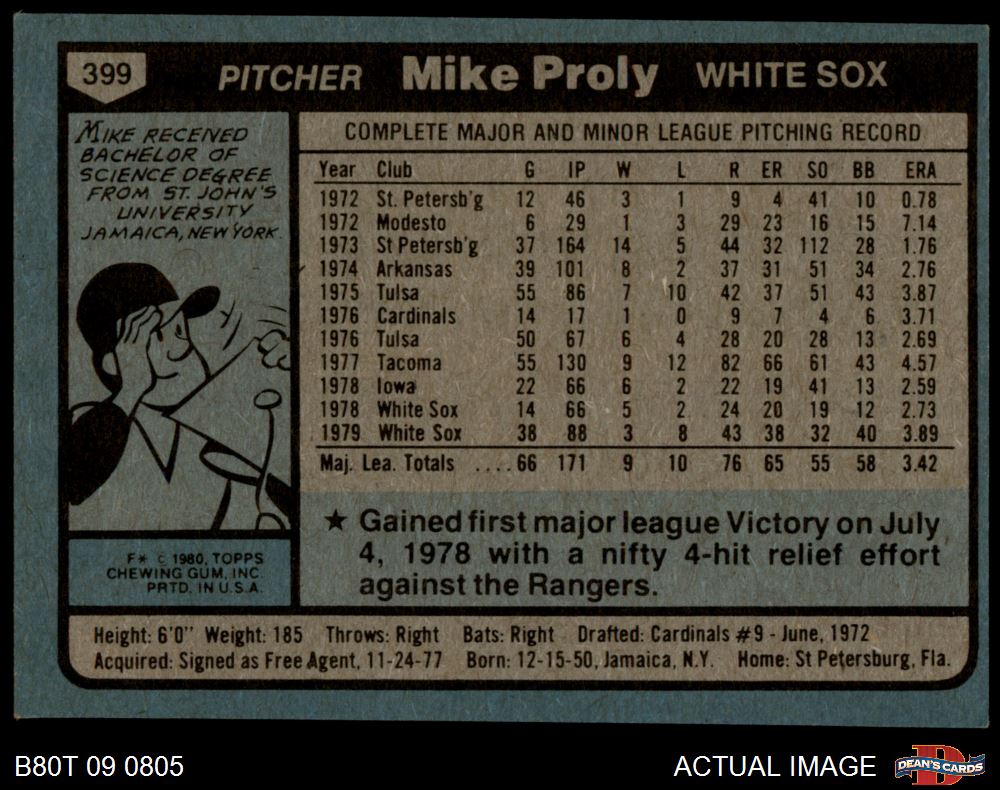 399 PITCHER Mike Proly WHITE SOX
MIKE RECEIVED
BACHELOR OF
SCIENCE DEGREE
FROM ST. JOHN'S
UNIVERSITY
JAMAICA, NEW YORK.
COMPLETE MAJOR AND MINOR LEAGUE PITCHING RECORD
Year Club G IP W L R ER SO BB ERA
1972 St. Petersb'g 12 46 3 1 9 4 41 10 0.78
1972 Modesto 6 29 1 3 29 23 16 15 7.14
1973 St Petersb'g 37 164 14 5 44 32 112 28 1.76
1974 Arkansas 39 101 8 2 37 31 51 34 2.76
1975 Tulsa 55 86 7 10 42 37 51 43 3.87
1976 Cardinals 14 17 1 0 9 7 4 6 3.71
1976 Tulsa 50 67 6 4 28 20 28 13 2.69
1977 Tacoma 55 130 9 12 82 66 61 43 4.57
1978 Iowa 22 66 6 2 22 19 41 13 2.59
1978 White Sox 14 66 5 2 24 20 19 12 2.73
1979 White Sox 38 88 3 8 43 38 32 40 3.89
Maj. Lea. Totals ....66 171 9 10 76 65 55 58 3.42
★ Gained first major league Victory on July
4, 1978 with a nifty 4-hit relief effort
against the Rangers.
F* © 1980, TOPPS
CHEWING GUM, INC.
PRTD. IN U.S.A.
Height: 6'0" Weight: 185 Throws: Right Bats: Right Drafted: Cardinals #9 - June, 1972
Acquired: Signed as Free Agent, 11-24-77 Born: 12-15-50, Jamaica, N.Y. Home: St Petersburg, Fla.
B80T 09 0805 ACTUAL IMAGE DEAN'S CARDS